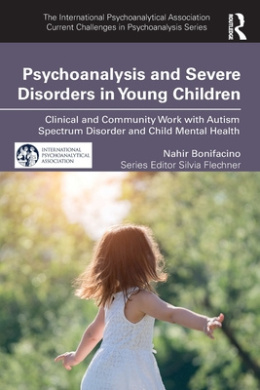 The International Psychoanalytical Association
Current Challenges in Psychoanalysis Series
Routledge
Psychoanalysis and Severe
Disorders in Young Children
Clinical and Community Work with Autism
Spectrum Disorder and Child Mental Health
INTERNATIONAL
PSYCHOANALYTICAL
ASSOCIATION
Nahir Bonifacino
Series Editor Silvia Flechner